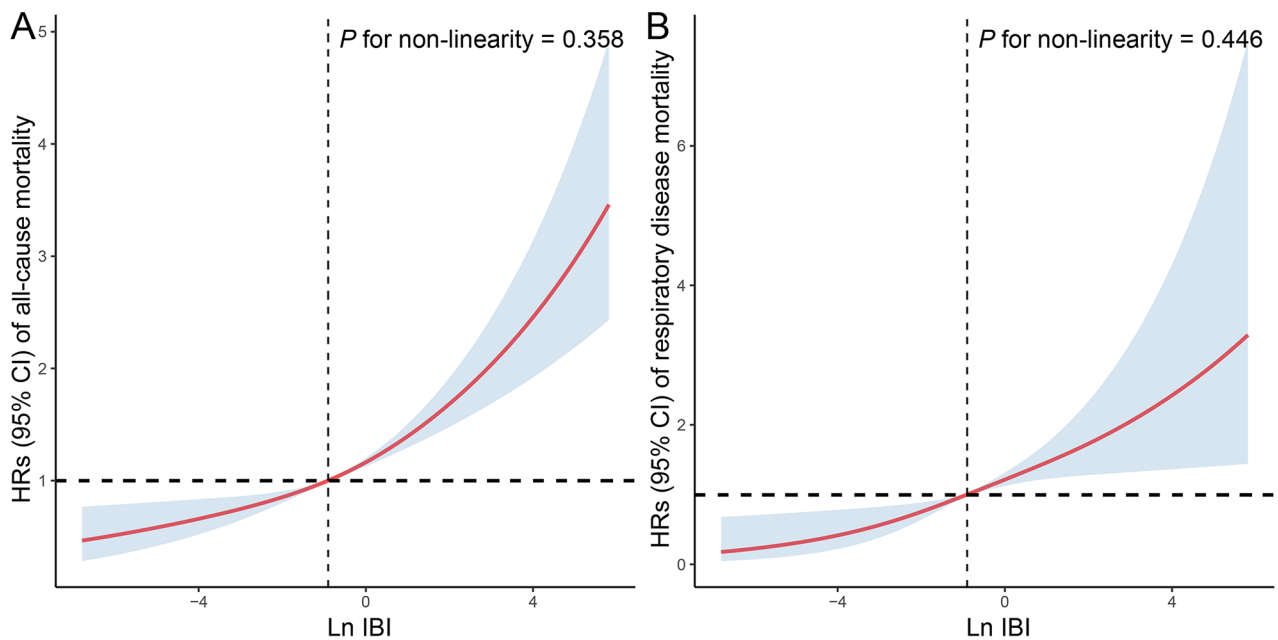 A
P for non-linearity = 0.358
HRs (95% CI) of all-cause mortality
5
4
3
2
1
−4
0
4
Ln IBI
B
P for non-linearity = 0.446
HRs (95% CI) of respiratory disease mortality
6
4
2
0
−4
0
4
Ln IBI